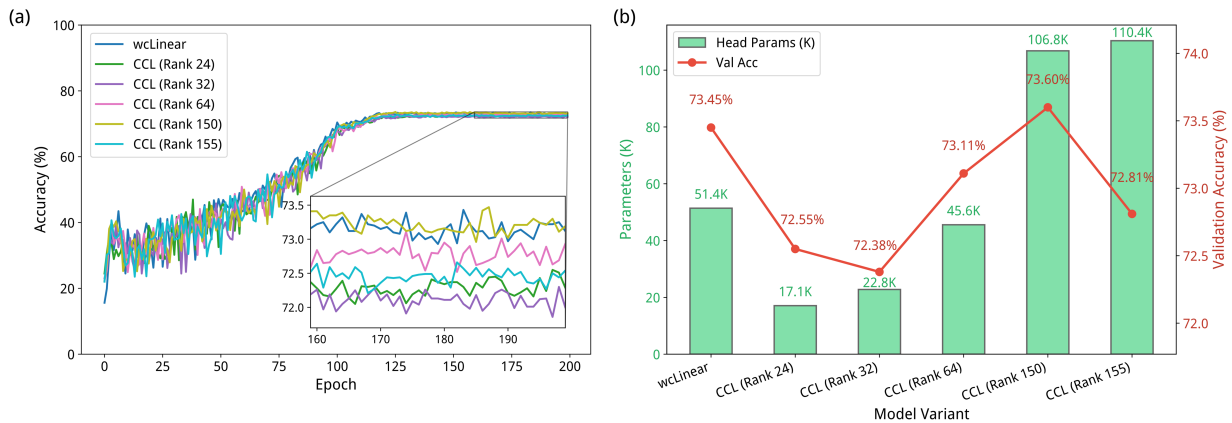 (a)
100
80
60
40
20
0
Accuracy (%)
wcLinear
CCL (Rank 24)
CCL (Rank 32)
CCL (Rank 64)
CCL (Rank 150)
CCL (Rank 155)
73.5
73.0
72.5
72.0
160 170 180 190
0 25 50 75 100 125 150 175 200
Epoch
(b)
Head Params (K)
Val Acc
100
80
60
40
20
0
Parameters (K)
73.45%
72.55%
72.38%
73.11%
73.60%
72.81%
51.4K
17.1K
22.8K
45.6K
106.8K
110.4K
74.0
73.5
73.0
72.5
72.0
Validation Accuracy (%)
wcLinear
CCL (Rank 24)
CCL (Rank 32)
CCL (Rank 64)
CCL (Rank 150)
CCL (Rank 155)
Model Variant